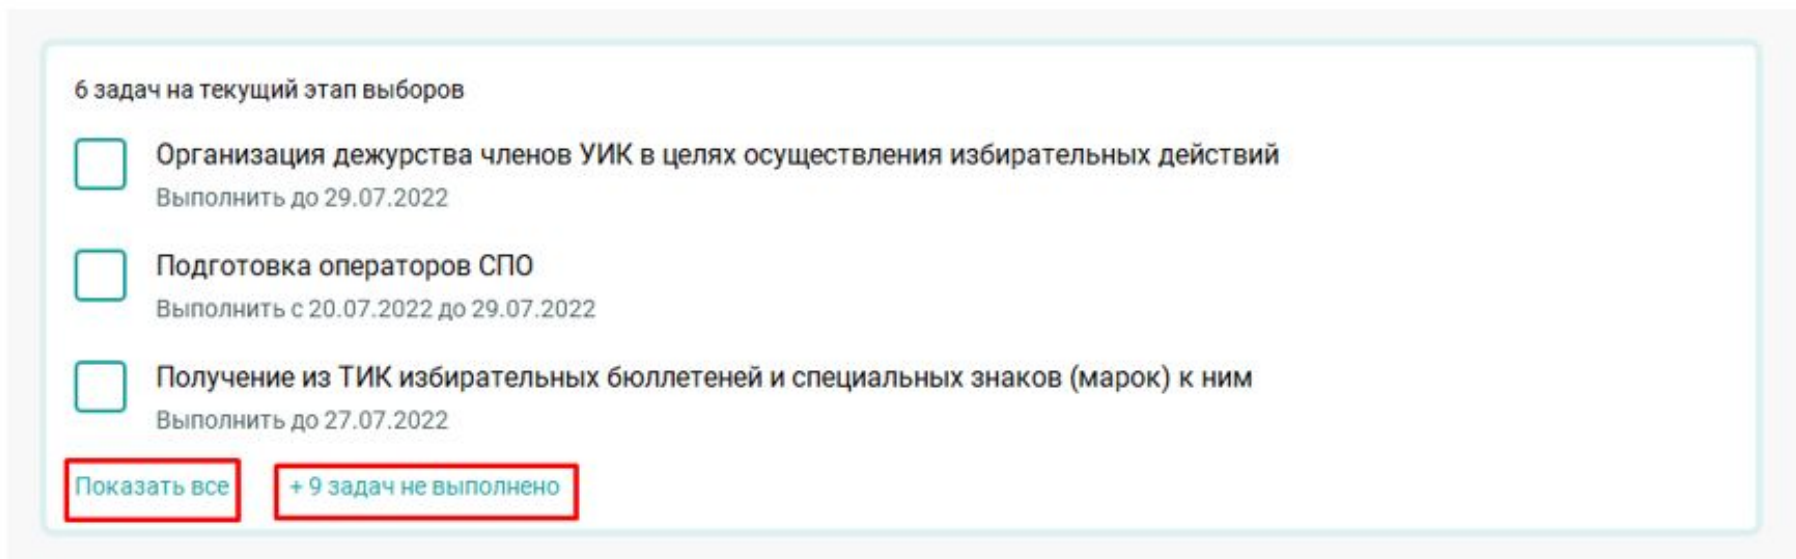 6 задач на текущий этап выборов
Организация дежурства членов УИК в целях осуществления избирательных действий
Выполнить до 29.07.2022
Подготовка операторов СПО
Выполнить с 20.07.2022 до 29.07.2022
Получение из ТИК избирательных бюллетеней и специальных знаков (марок) к ним
Выполнить до 27.07.2022
Показать все + 9 задач не выполнено